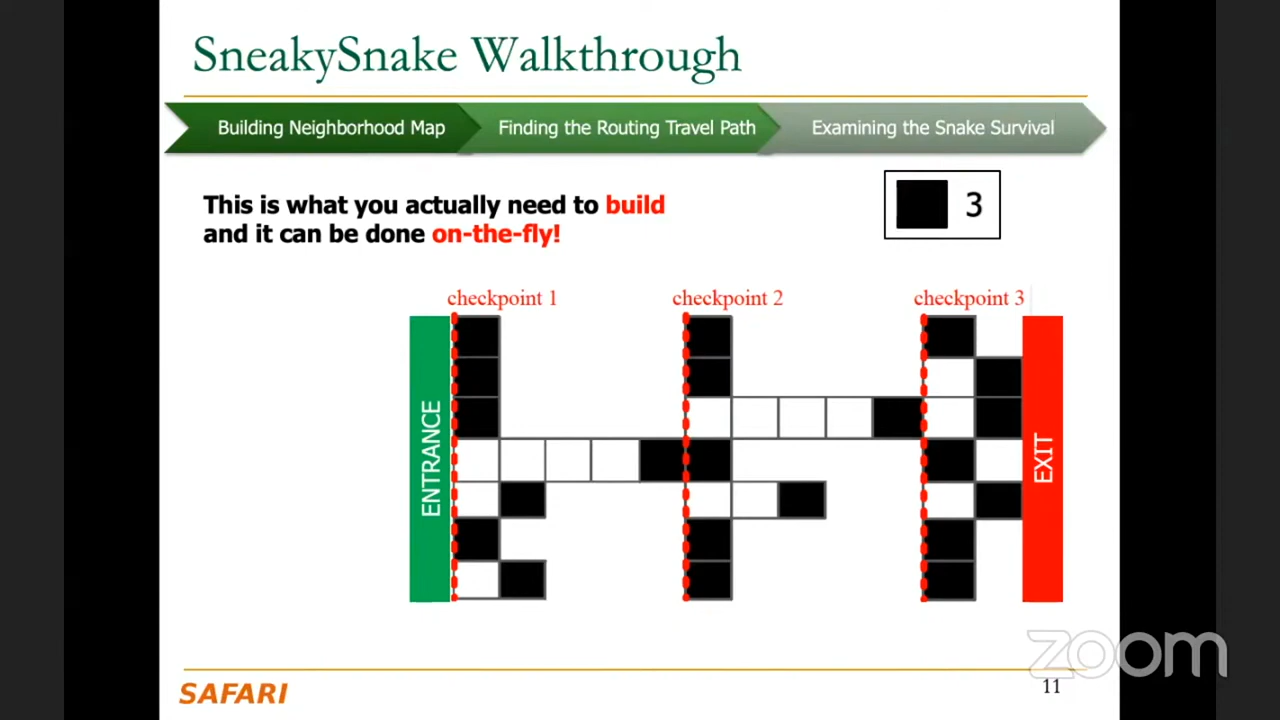 SneakySnake Walkthrough
Building Neighborhood Map
Finding the Routing Travel Path
Examining the Snake Survival
This is what you actually need to build
and it can be done on-the-fly!
3
checkpoint 1
checkpoint 2
checkpoint 3
ENTRANCE
EXIT
zoom
SAFARI
11